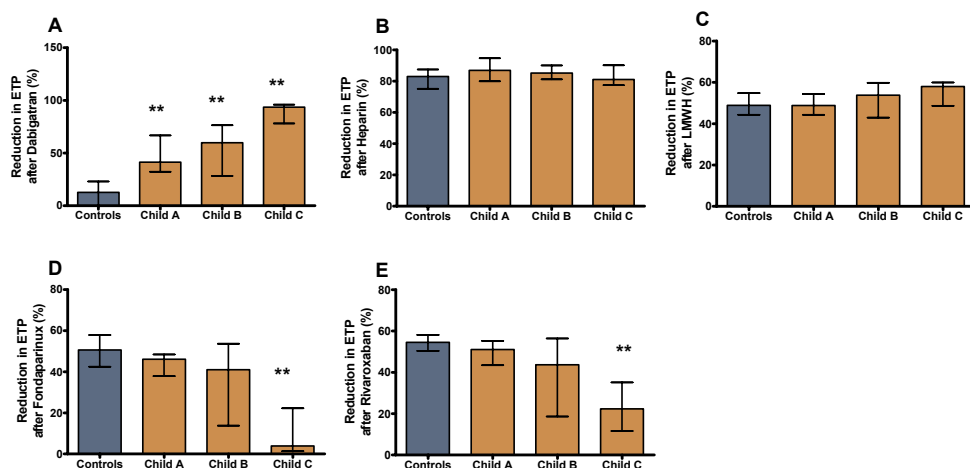 A
Reduction in ETP
after Dabigatran (%)
150
100
50
0
**
**
**
Controls Child A Child B Child C
B
Reduction in ETP
after Heparin (%)
100
80
60
40
20
0
Controls Child A Child B Child C
C
Reduction in ETP
after LMWH (%)
80
60
40
20
0
Controls Child A Child B Child C
D
Reduction in ETP
after Fondaparinux (%)
80
60
40
20
0
**
Controls Child A Child B Child C
E
Reduction in ETP
after Rivaroxaban (%)
80
60
40
20
0
**
Controls Child A Child B Child C